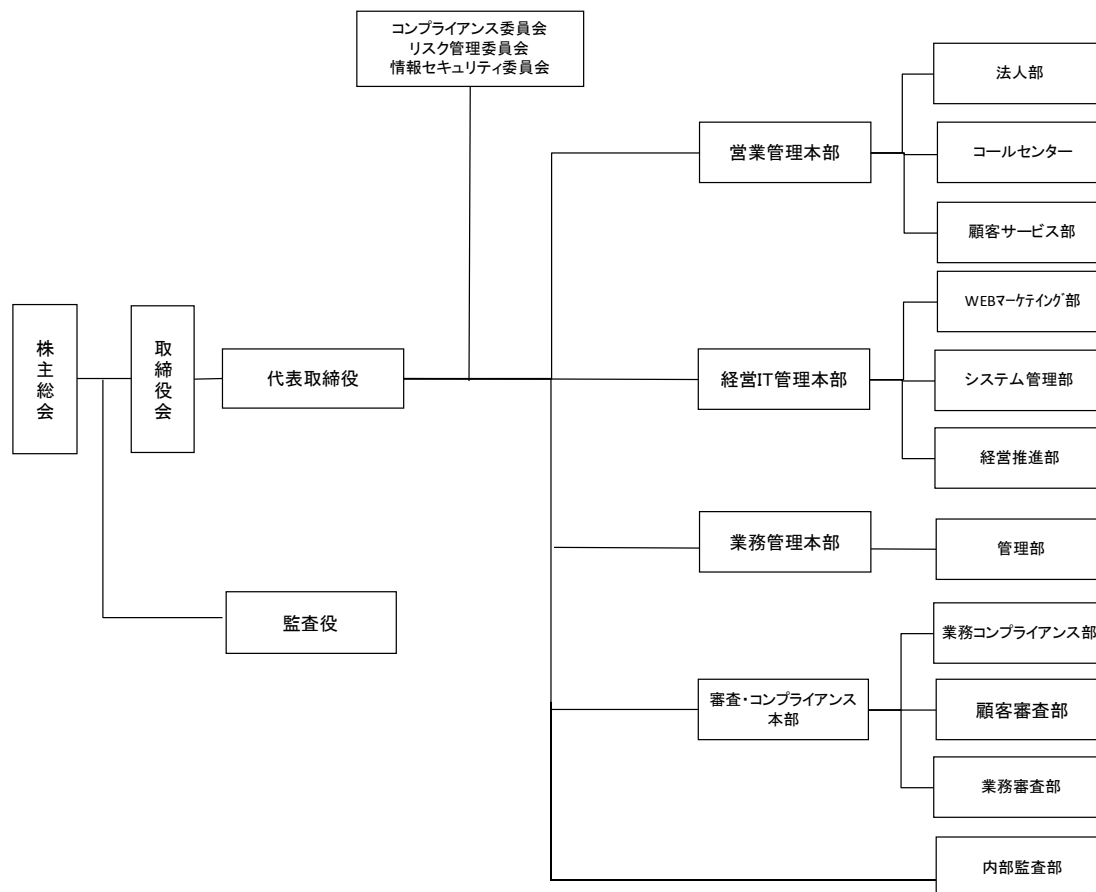 コンプライアンス委員会
リスク管理委員会
情報セキュリティ委員会
株主総会
取締役会
代表取締役
監査役
営業管理本部
法人部
コールセンター
顧客サービス部
経営IT管理本部
WEBマーケテイングﾞ部
システム管理部
経営推進部
業務管理本部
管理部
審査・コンプライアンス
本部
業務コンプライアンス部
顧客審査部
業務審査部
内部監査部